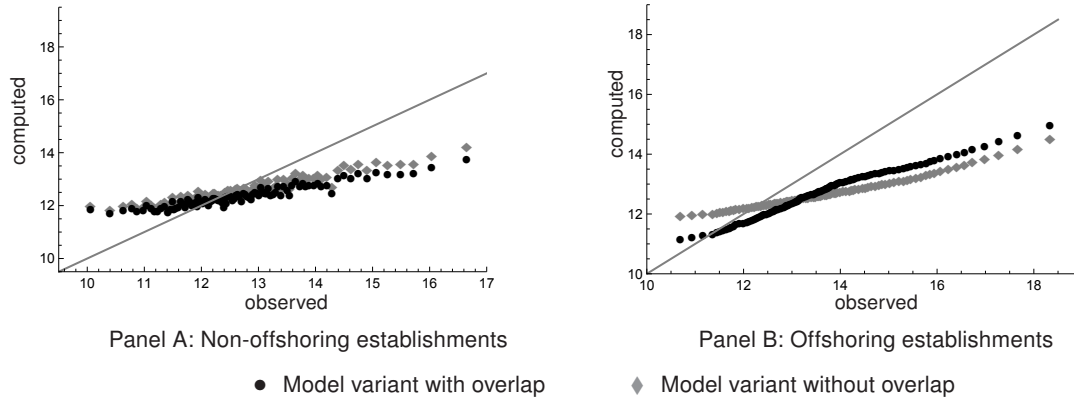 computed
18
16
14
12
10
10 11 12 13 14 15 16 17
observed
Panel A: Non-offshoring establishments
computed
18
16
14
12
10
10 12 14 16 18
observed
Panel B: Offshoring establishments
Model variant with overlap
Model variant without overlap